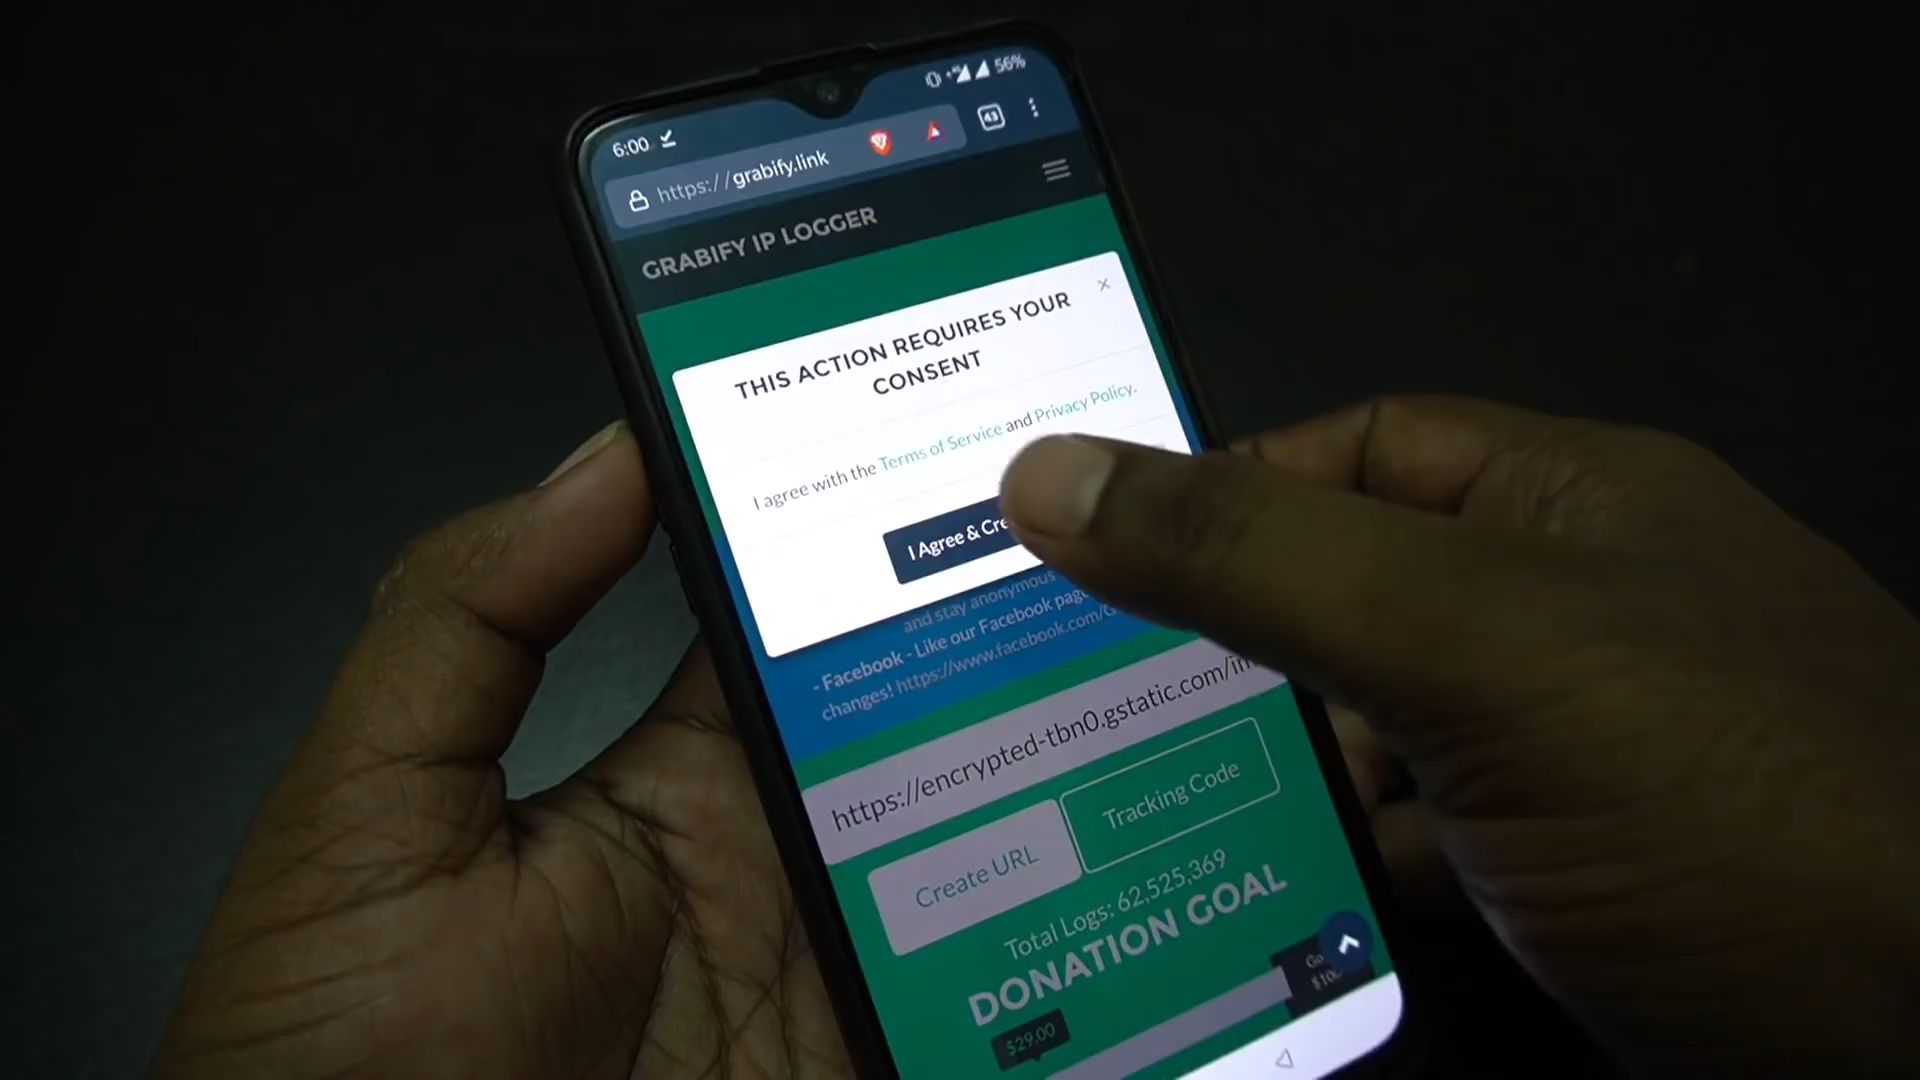 6:00
56%
https://grabify.link
43
GRABIFY IP LOGGER
THIS ACTION REQUIRES YOUR
CONSENT
I agree with the Terms of Service and Privacy Policy.
I Agree & Cre
and stay anonymous
- Facebook - Like our Facebook page
changes! https://www.facebook.com/G
https://encrypted-tbn0.gstatic.com/im
Create URL
Tracking Code
Total Logs: 62,525,369
DONATION GOAL
$29.00